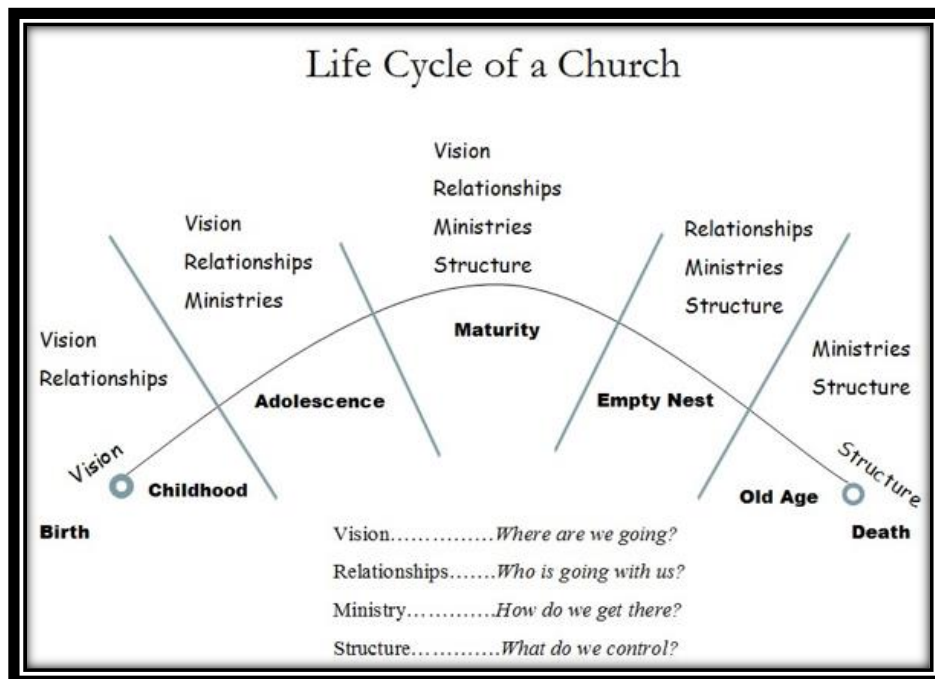 Life Cycle of a Church
Vision
Relationships
Ministries
Structure
Vision
Relationships
Ministries
Relationships
Ministries
Structure
Vision
Relationships
Ministries
Structure
Maturity
Adolescence
Empty Nest
Vision
Structure
Childhood
Old Age
Birth
Death
Vision……………Where are we going?
Relationships…….Who is going with us?
Ministry………….How do we get there?
Structure………….What do we control?